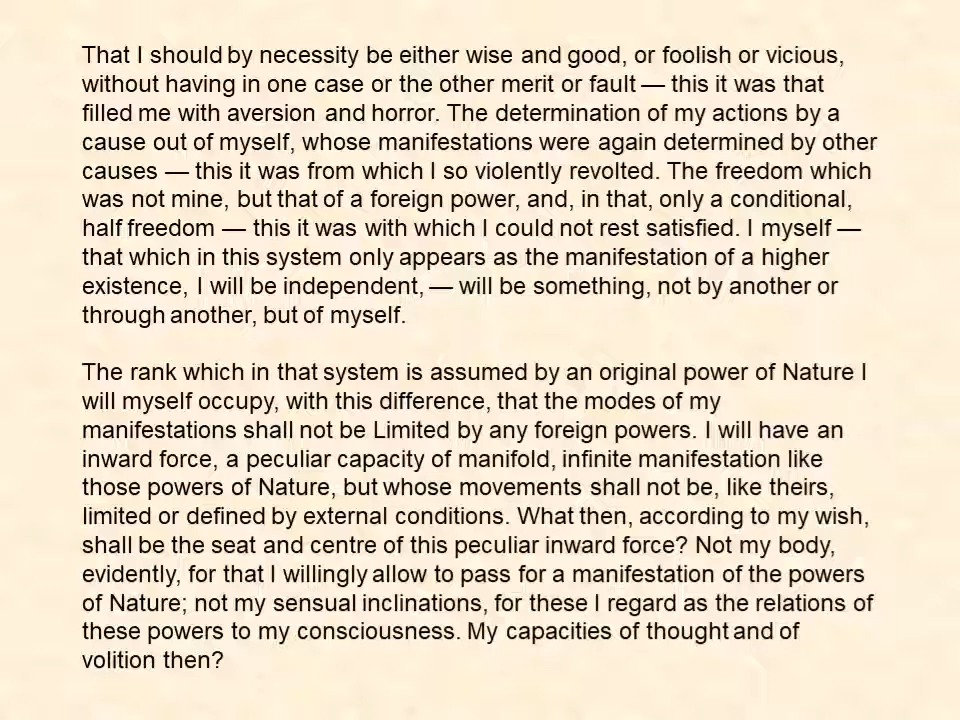 That I should by necessity be either wise and good, or foolish or vicious,
without having in one case or the other merit or fault — this it was that
filled me with aversion and horror. The determination of my actions by a
cause out of myself, whose manifestations were again determined by other
causes — this it was from which I so violently revolted. The freedom which
was not mine, but that of a foreign power, and, in that, only a conditional,
half freedom — this it was with which I could not rest satisfied. I myself —
that which in this system only appears as the manifestation of a higher
existence, I will be independent, — will be something, not by another or
through another, but of myself.
The rank which in that system is assumed by an original power of Nature I
will myself occupy, with this difference, that the modes of my
manifestations shall not be Limited by any foreign powers. I will have an
inward force, a peculiar capacity of manifold, infinite manifestation like
those powers of Nature, but whose movements shall not be, like theirs,
limited or defined by external conditions. What then, according to my wish,
shall be the seat and centre of this peculiar inward force? Not my body,
evidently, for that I willingly allow to pass for a manifestation of the powers
of Nature; not my sensual inclinations, for these I regard as the relations of
these powers to my consciousness. My capacities of thought and of
volition then?